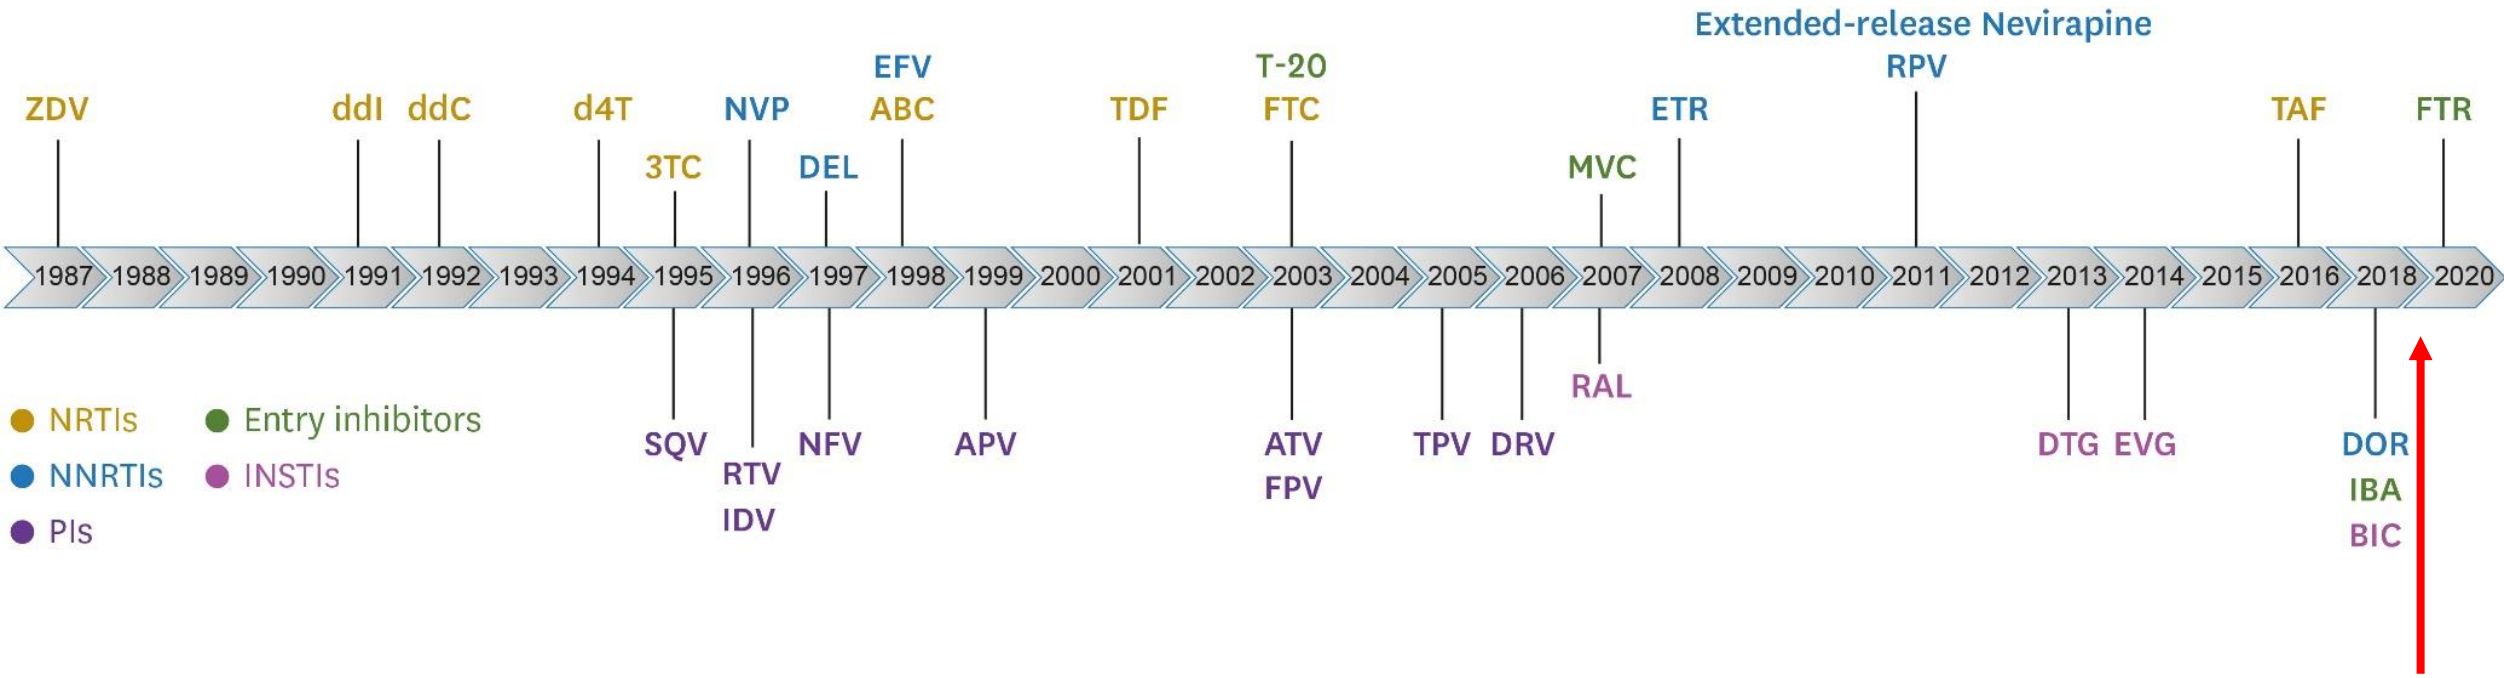 Extended-release Nevirapine
EFV
T-20
RPV
ZDV
ddI
ddC
d4T
NVP
ABC
TDF
FTC
ETR
TAF
FTR
3TC
DEL
MVC
1987 1988 1989 1990 1991 1992 1993 1994 1995 1996 1997 1998 1999 2000 2001 2002 2003 2004 2005 2006 2007 2008 2009 2010 2011 2012 2013 2014 2015 2016 2018 2020
RAL
NRTIs
Entry inhibitors
SQV
NFV
APV
ATV
TPV
DRV
DTG
EVG
DOR
NNRTIs
INSTIs
RTV
FPV
IBA
PIs
IDV
BIC